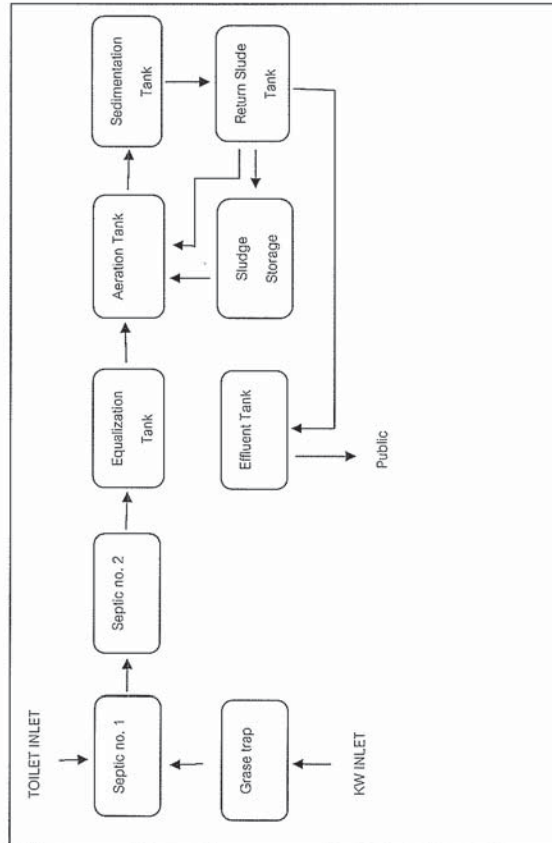 TOILET INLET
Septic no. 1
Septic no. 2
Equalization
Tank
Aeration Tank
Sedimentation
Tank
Grase trap
Effluent Tank
Sludge
Storage
Return Slude
Tank
KW INLET
Public